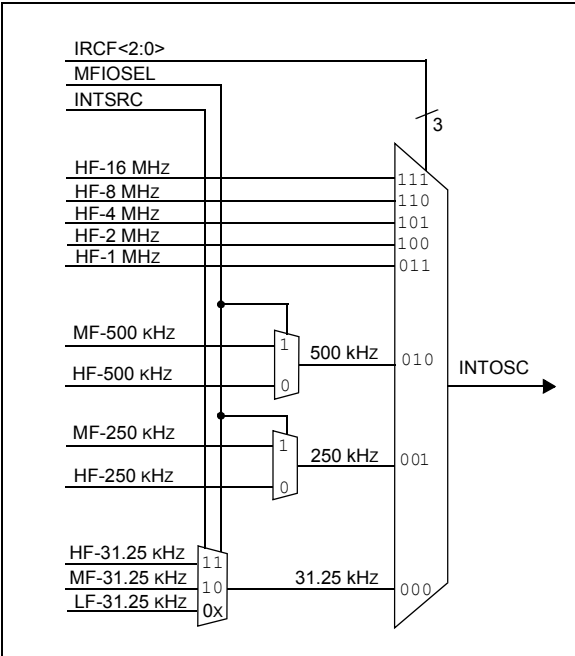 IRCF<2:0>
MFIOSEL
INTSRC
3
HF-16 MHZ
111
HF-8 MHZ
110
HF-4 MHZ
101
HF-2 MHZ
100
HF-1 MHZ
011
MF-500 KHZ
1
500 kHz
010
INTOSC
HF-500 KHZ
0
MF-250 KHZ
1
250 kHz
001
HF-250 KHZ
0
HF-31.25 KHZ
11
MF-31.25 KHZ
10
31.25 kHz
000
LF-31.25 KHZ
0x